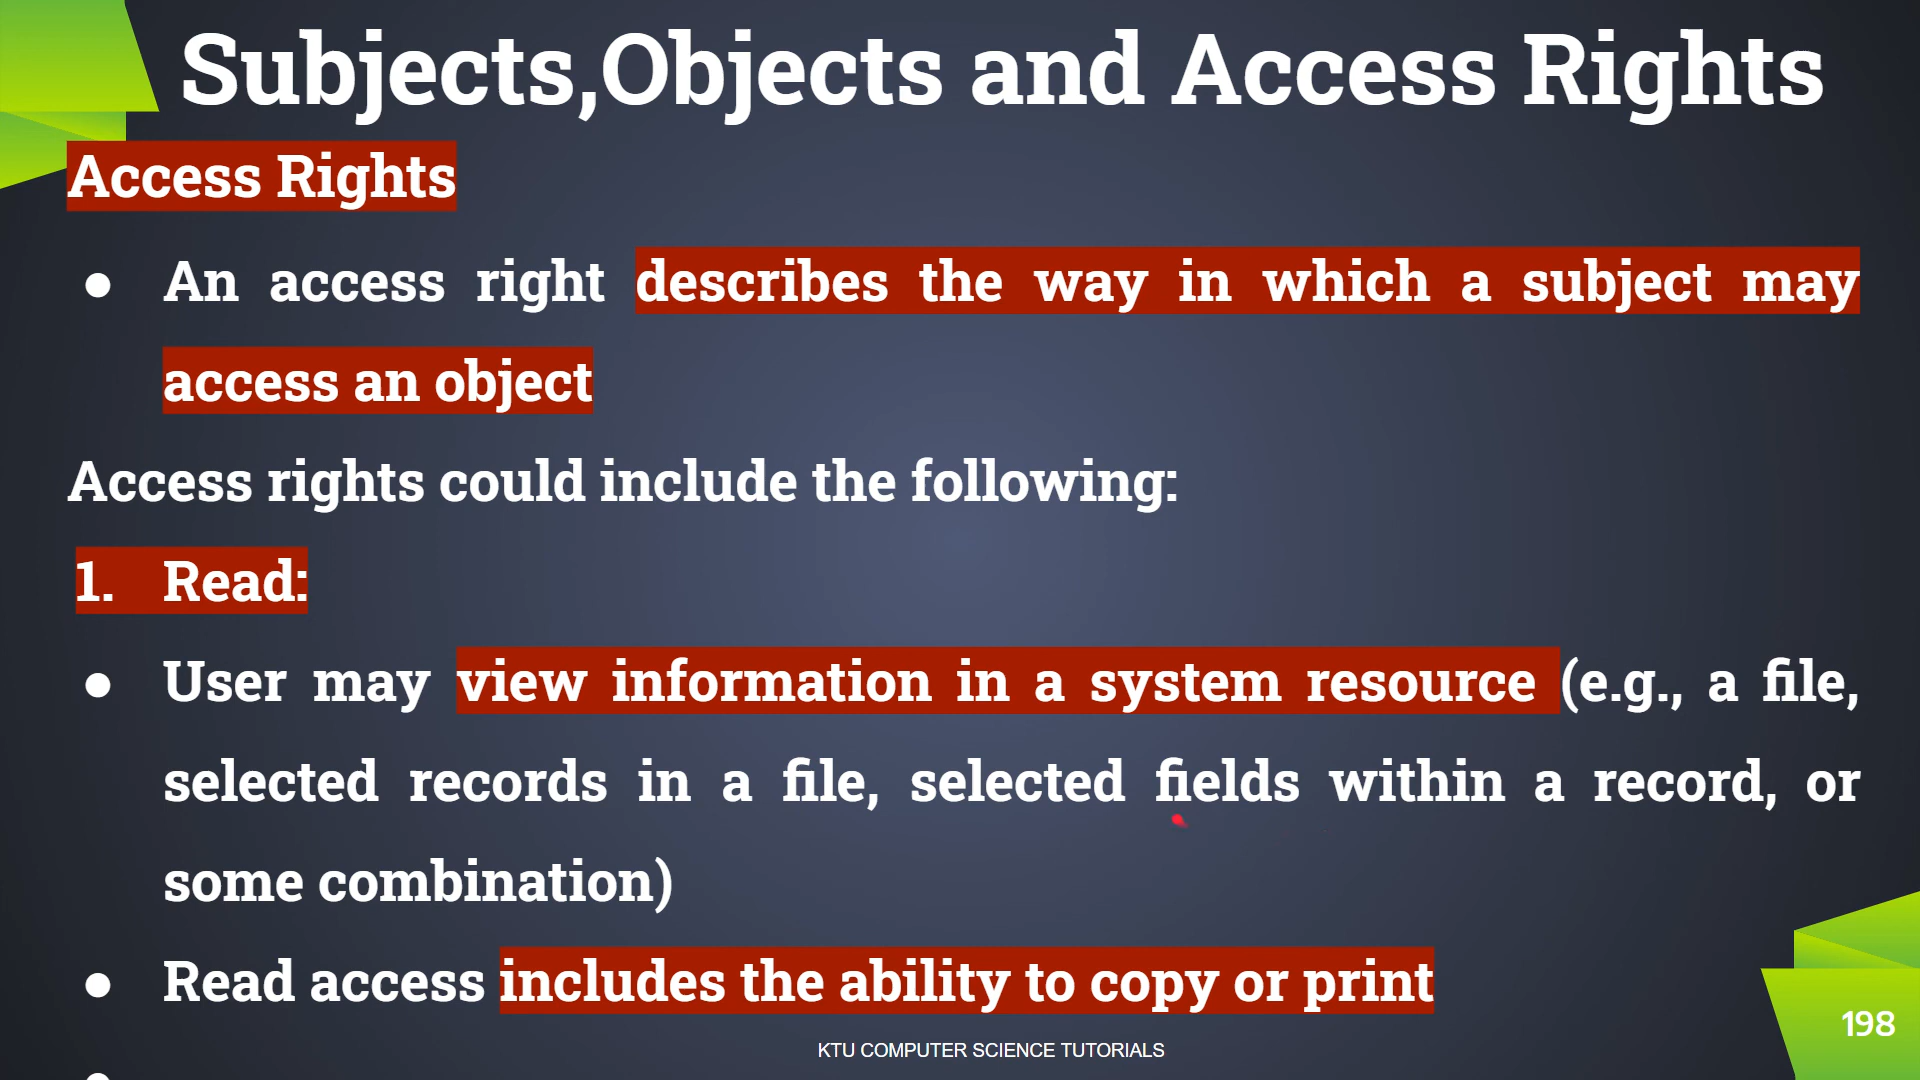 Subjects,Objects and Access Rights
Access Rights
● An access right describes the way in which a subject may
access an object
Access rights could include the following:
1. Read:
● User may view information in a system resource (e.g., a file,
selected records in a file, selected fields within a record, or
some combination)
● Read access includes the ability to copy or print
198
KTU COMPUTER SCIENCE TUTORIALS